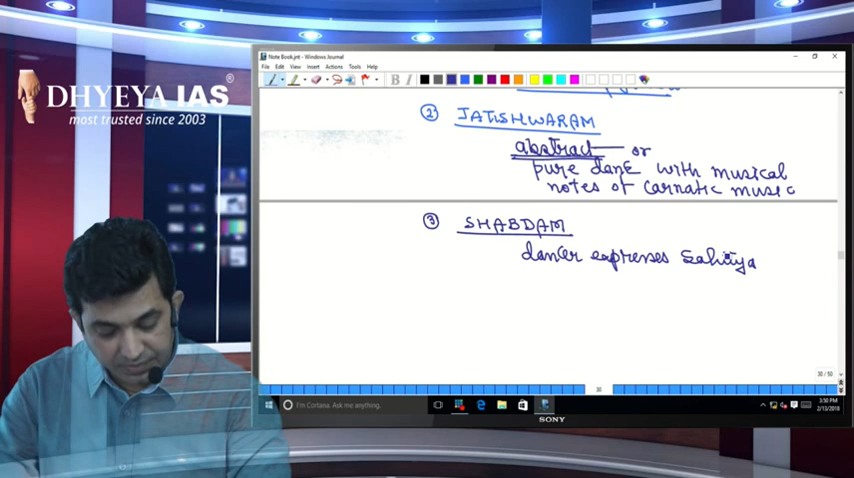 DHYEYA IAS®
most trusted since 2003
Note Book.jnt - Windows Journal
File Edit View Insert Actions Tools Help
② JATISHWARAM
abstract or
pure dance with musical
notes of carnatic music
③ SHABDAM
dancer expresses Sahitya
30 / 50
30
I'm Cortana. Ask me anything.
3:50 PM
2/13/2018
SONY